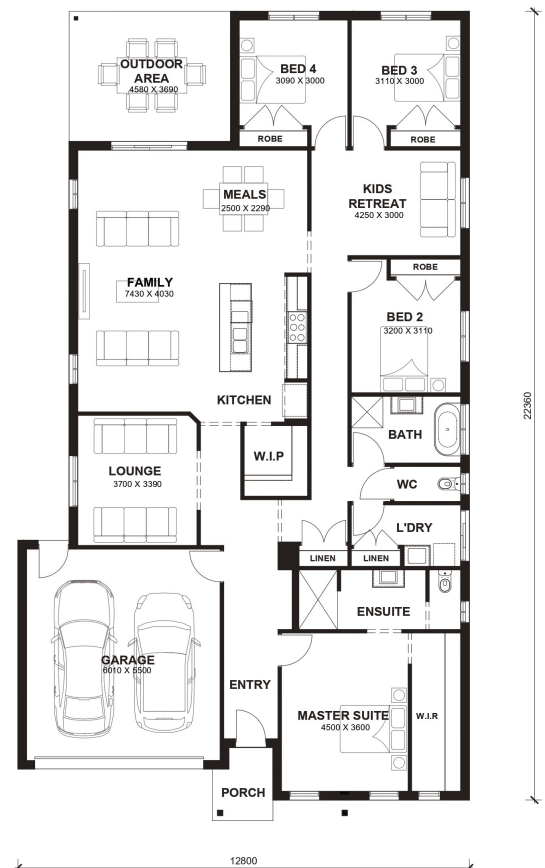 OUTDOOR
AREA
4580 X 3690
BED 4
3090 X 3000
BED 3
3110 X 3000
ROBE
ROBE
MEALS
2500 X 2290
KIDS
RETREAT
4250 X 3000
FAMILY
7430 X 4030
ROBE
BED 2
3200 X 3110
KITCHEN
BATH
W.I.P
LOUNGE
3700 X 3390
WC
L'DRY
LINEN
LINEN
ENSUITE
GARAGE
6010 X 5500
ENTRY
MASTER SUITE
4500 X 3600
W.I.R
PORCH
22360
12800